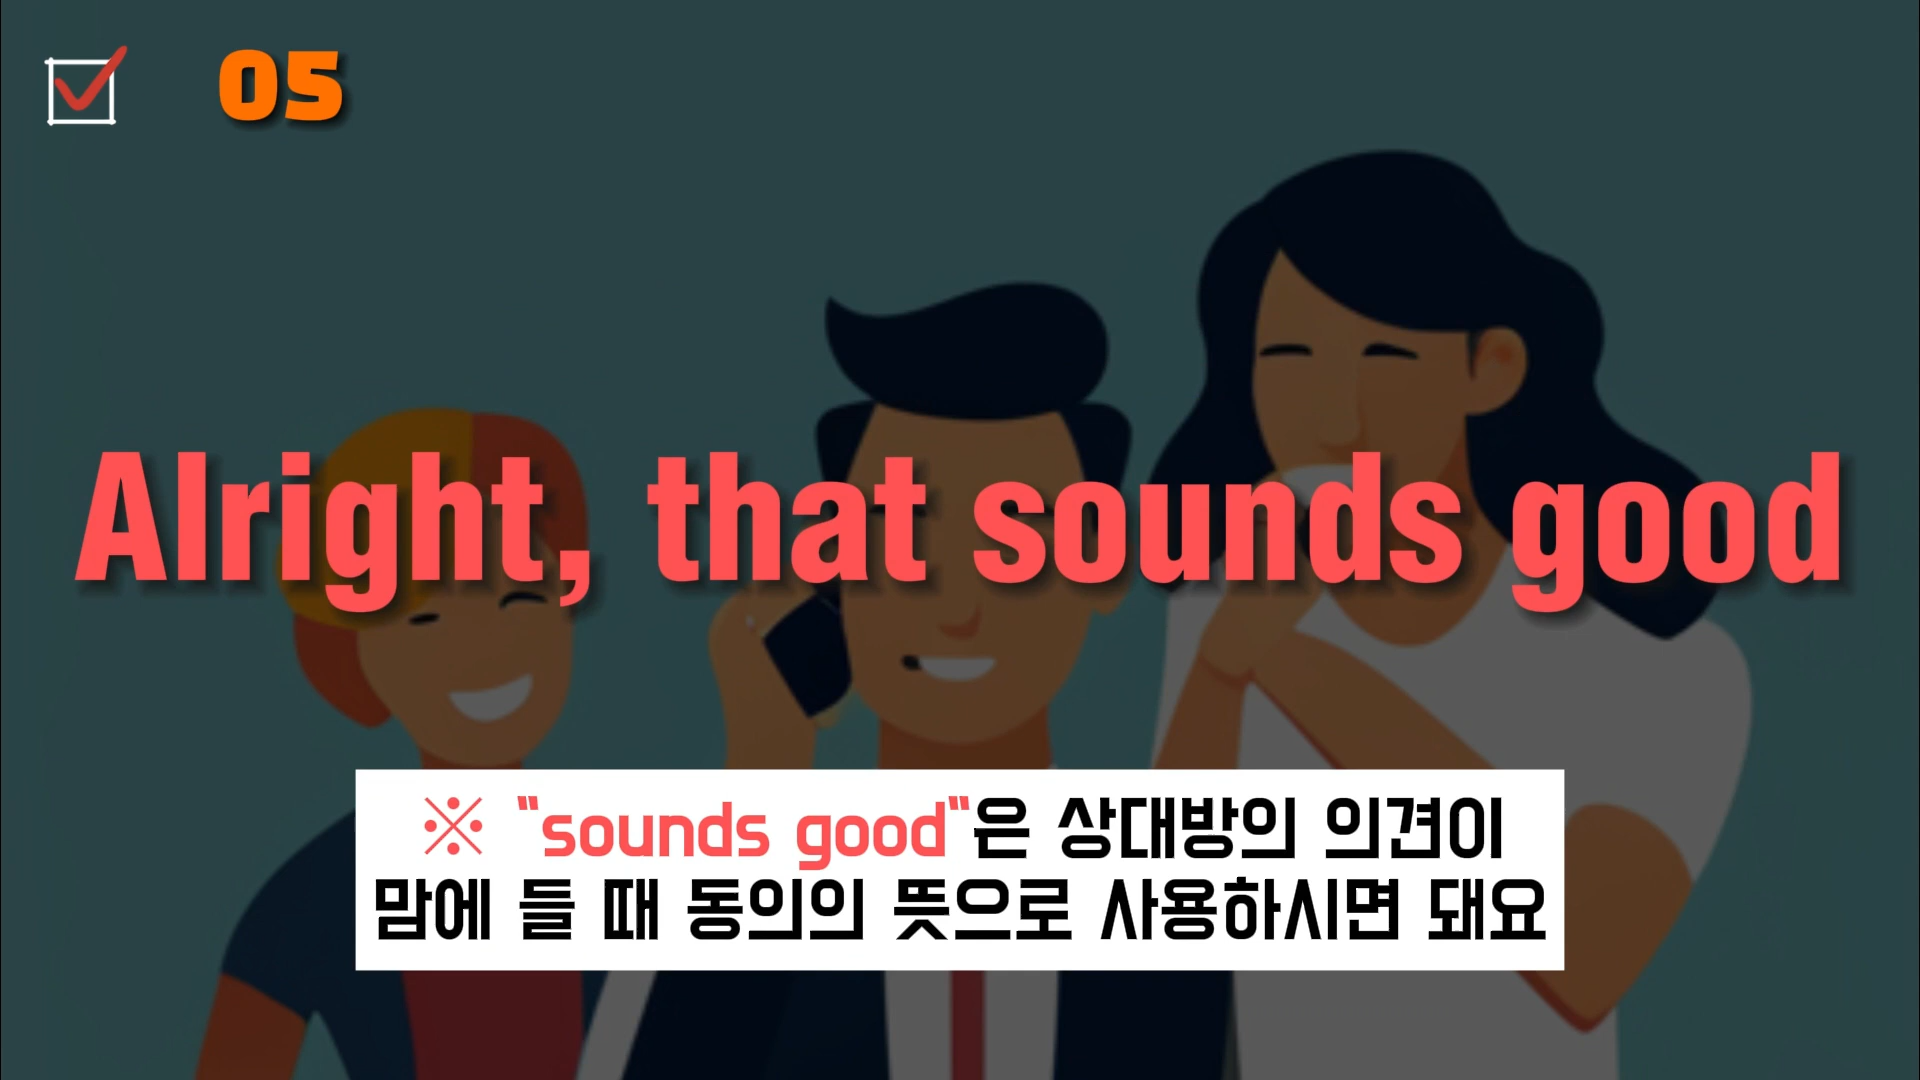 05
Alright, that sounds good
※ "sounds good"은 상대방의 의견이
맘에 들 때 동의의 뜻으로 사용하시면 돼요